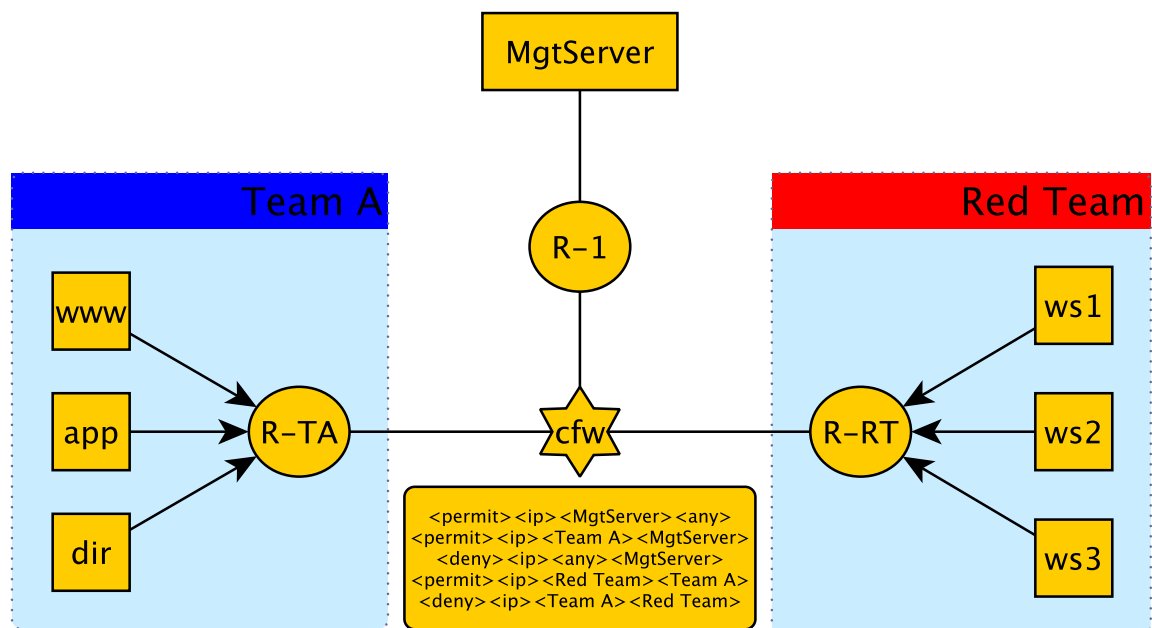 MgtServer
Team A
Red Team
R-1
www
ws1
app
R-TA
cfw
R-RT
ws2
dir
ws3
<permit><ip><MgtServer><any>
<permit><ip><Team A><MgtServer>
<deny><ip><any><MgtServer>
<permit><ip><Red Team><Team A>
<deny><ip><Team A><Red Team>